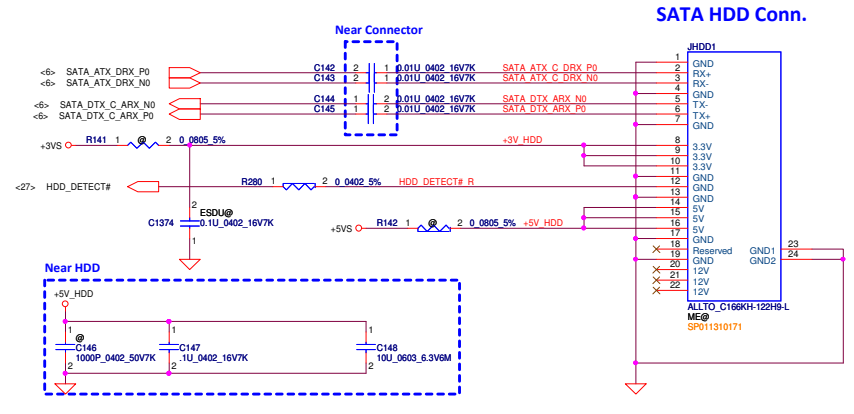 SATA HDD Conn.
Near Connector
JHDD1
<6> SATA_ATX_DRX_P0 C142 2 1 0.01U_0402_16V7K SATA_ATX_C_DRX_P0
<6> SATA_ATX_DRX_N0 C143 2 1 0.01U_0402_16V7K SATA_ATX_C_DRX_N0
<6> SATA_DTX_C_ARX_N0 C144 1 2 0.01U_0402_16V7K SATA_DTX_ARX_N0
<6> SATA_DTX_C_ARX_P0 C145 1 2 0.01U_0402_16V7K SATA_DTX_ARX_P0
1 GND
2 RX+
3 RX-
4 GND
5 TX-
6 TX+
7 GND
+3VS R141 1 @ 2 0_0805_5% +3V_HDD
8 3.3V
9 3.3V
10 3.3V
<27> HDD_DETECT# R280 1 2 0_0402_5% HDD_DETECT#_R
11 GND
12 GND
13 GND
2 ESDU@
C1374 0.1U_0402_16V7K
1
+5VS R142 1 @ 2 0_0805_5% +5V_HDD
14 5V
15 5V
16 5V
17 GND
18 Reserved
19 GND
20 12V
21 12V
22 12V
GND1 23
GND2 24
ALLTO_C166KH-122H9-L
ME@
SP011310171
Near HDD
+5V_HDD
1 @
C146
1000P_0402_50V7K
2
1
C147
.1U_0402_16V7K
2
1
C148
10U_0603_6.3V6M
2